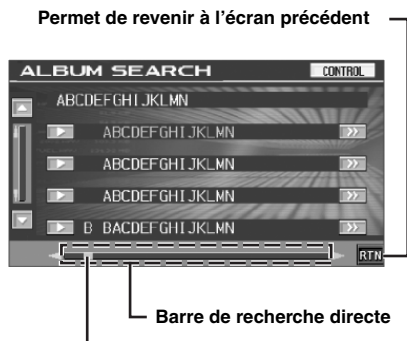 Permet de revenir à l'écran précédent
ALBUM SEARCH CONTROL
ABCDEFGHIJKLMN
ABCDEFGHIJKLMN
ABCDEFGHIJKLMN
ABCDEFGHIJKLMN
B BACDEFGHIJKLMN
RTN
Barre de recherche directe